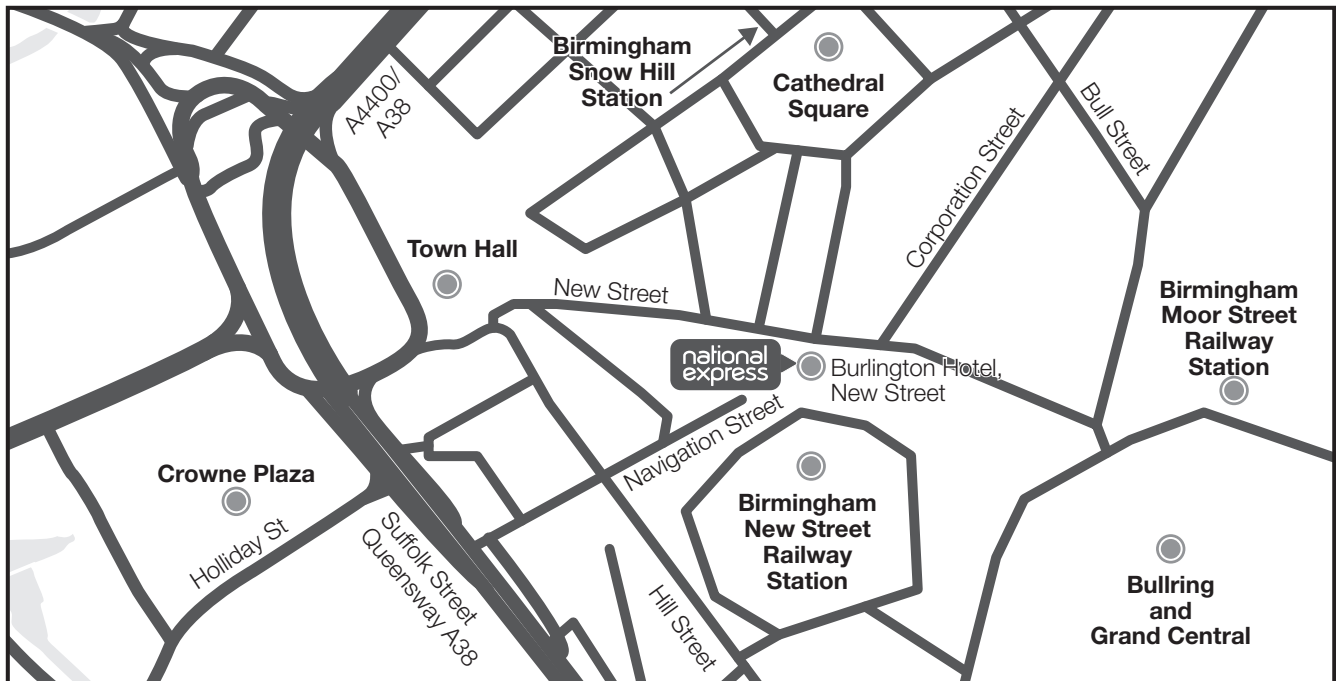 Birmingham
Snow Hill
Station
Cathedral
Square
A4400/
A38
Bull Street
Corporation Street
Town Hall
New Street
Birmingham
Moor Street
Railway
Station
national
express
Burlington Hotel,
New Street
Navigation Street
Crowne Plaza
Birmingham
New Street
Railway
Station
Holliday St
Suffolk Street
Queensway A38
Hill Street
Bullring
and
Grand Central